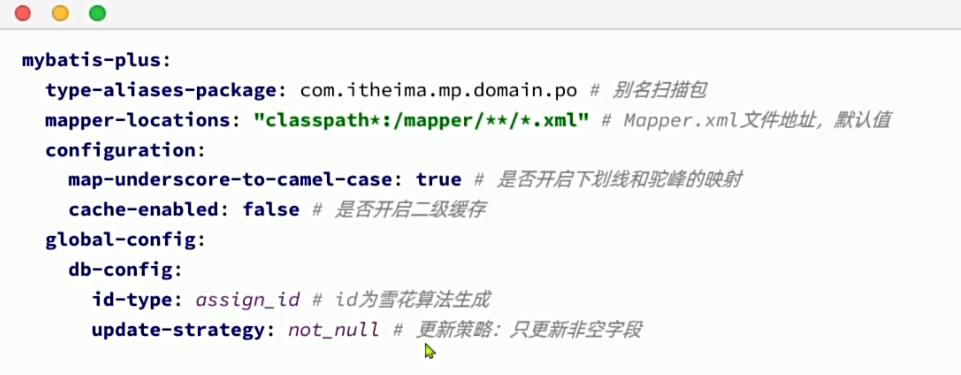 mybatis-plus:
  type-aliases-package: com.itheima.mp.domain.po # 别名扫描包
  mapper-locations: "classpath*:/mapper/**/*.xml" # Mapper.xml文件地址，默认值
  configuration:
    map-underscore-to-camel-case: true # 是否开启下划线和驼峰的映射
    cache-enabled: false # 是否开启二级缓存
  global-config:
    db-config:
      id-type: assign_id # id为雪花算法生成
      update-strategy: not_null # 更新策略：只更新非空字段